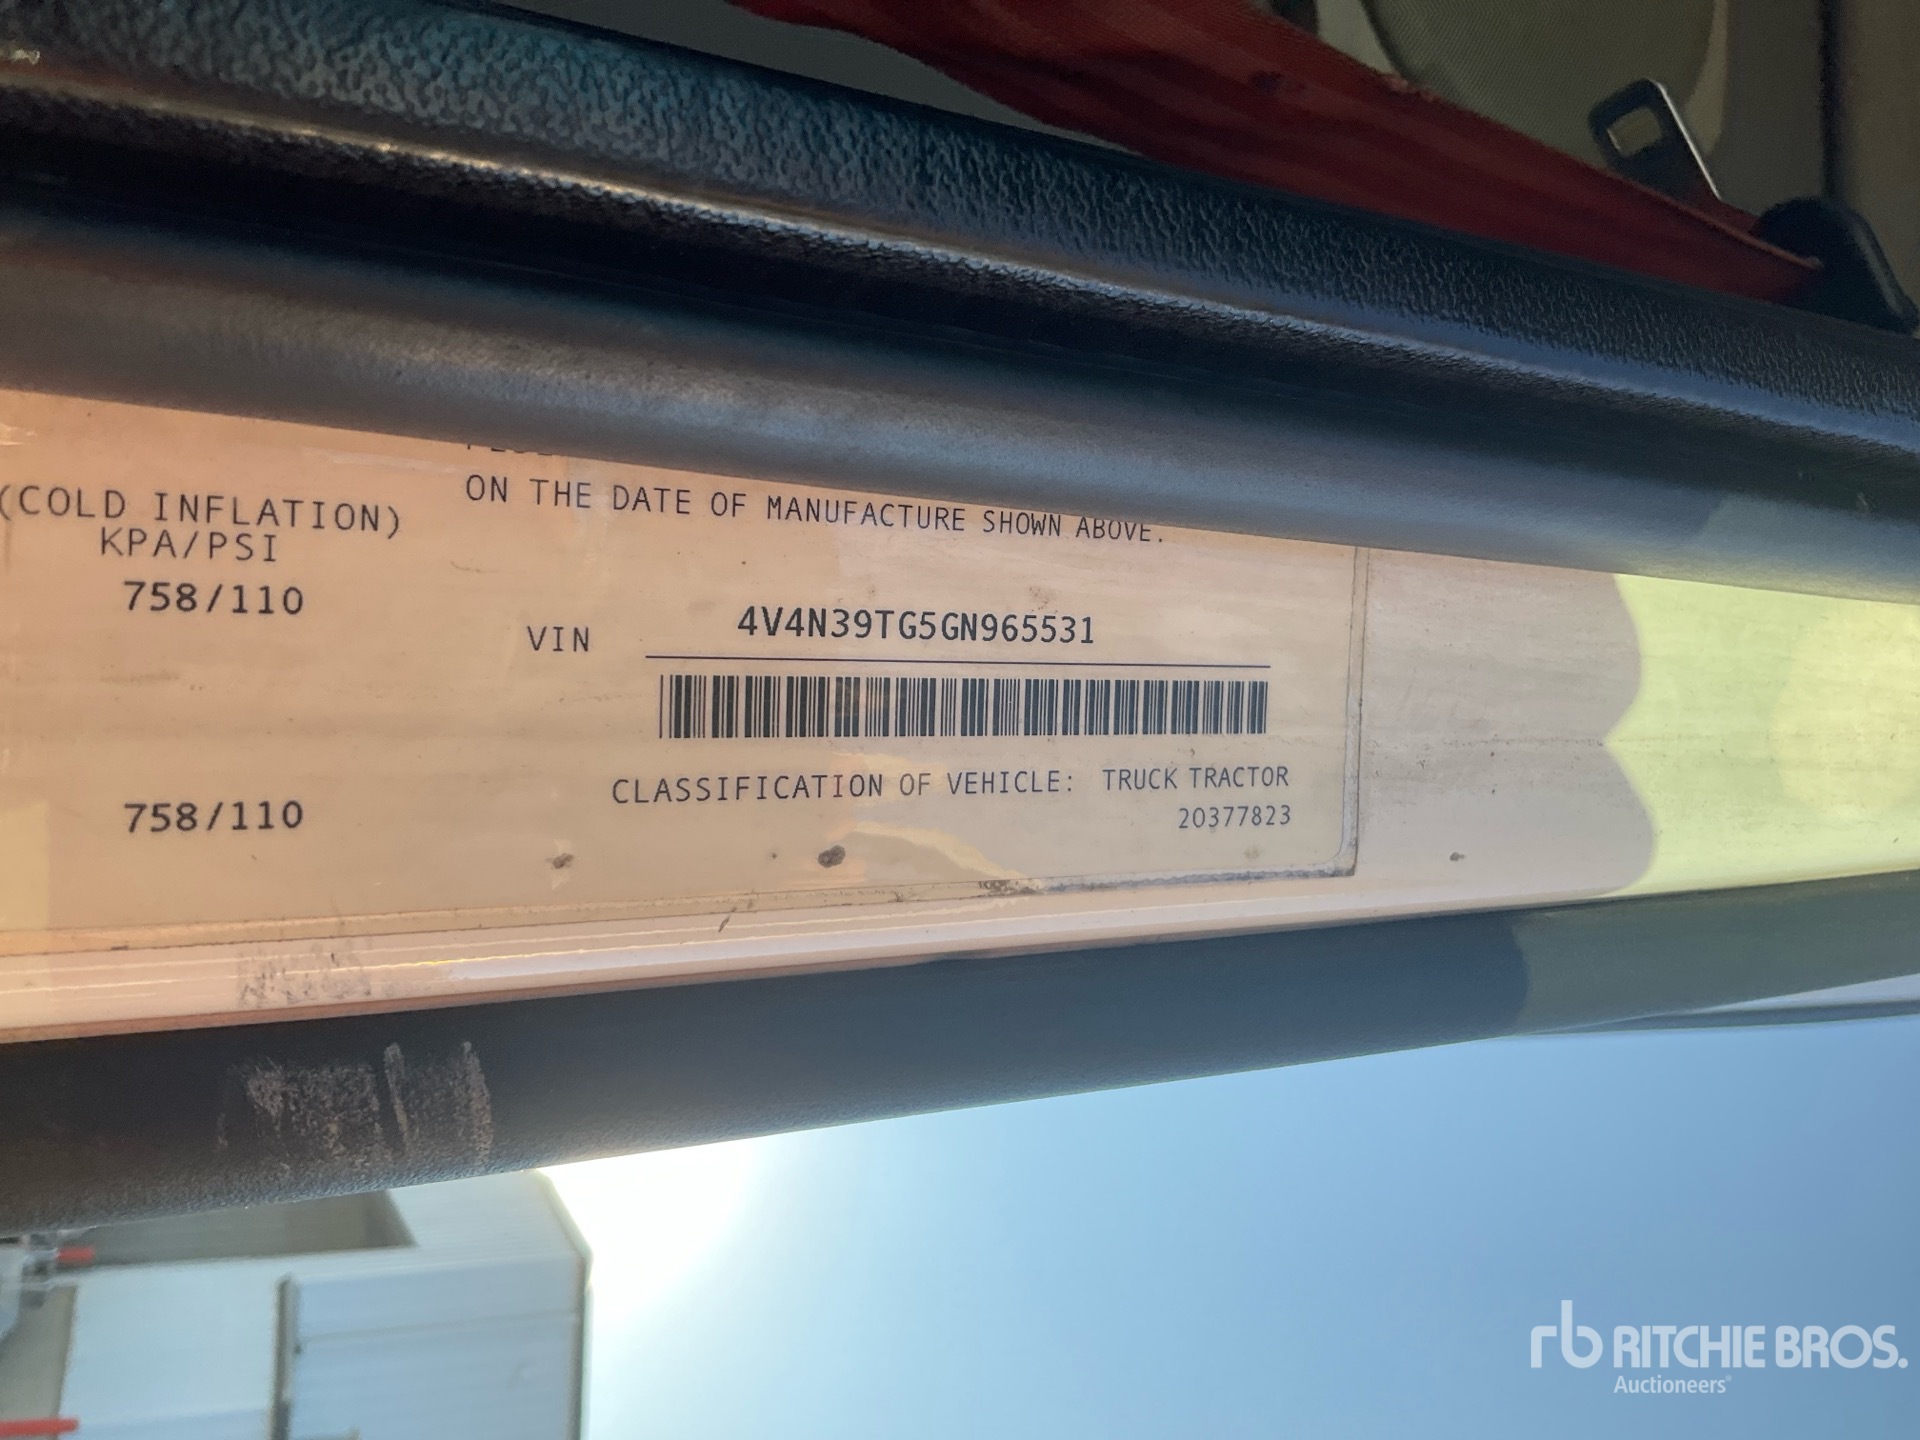 (COLD INFLATION)
KPA/PSI
758/110
758/110
ON THE DATE OF MANUFACTURE SHOWN ABOVE.
VIN 4V4N39TG5GN965531
CLASSIFICATION OF VEHICLE: TRUCK TRACTOR
20377823
rb RITCHIE BROS.
Auctioneers